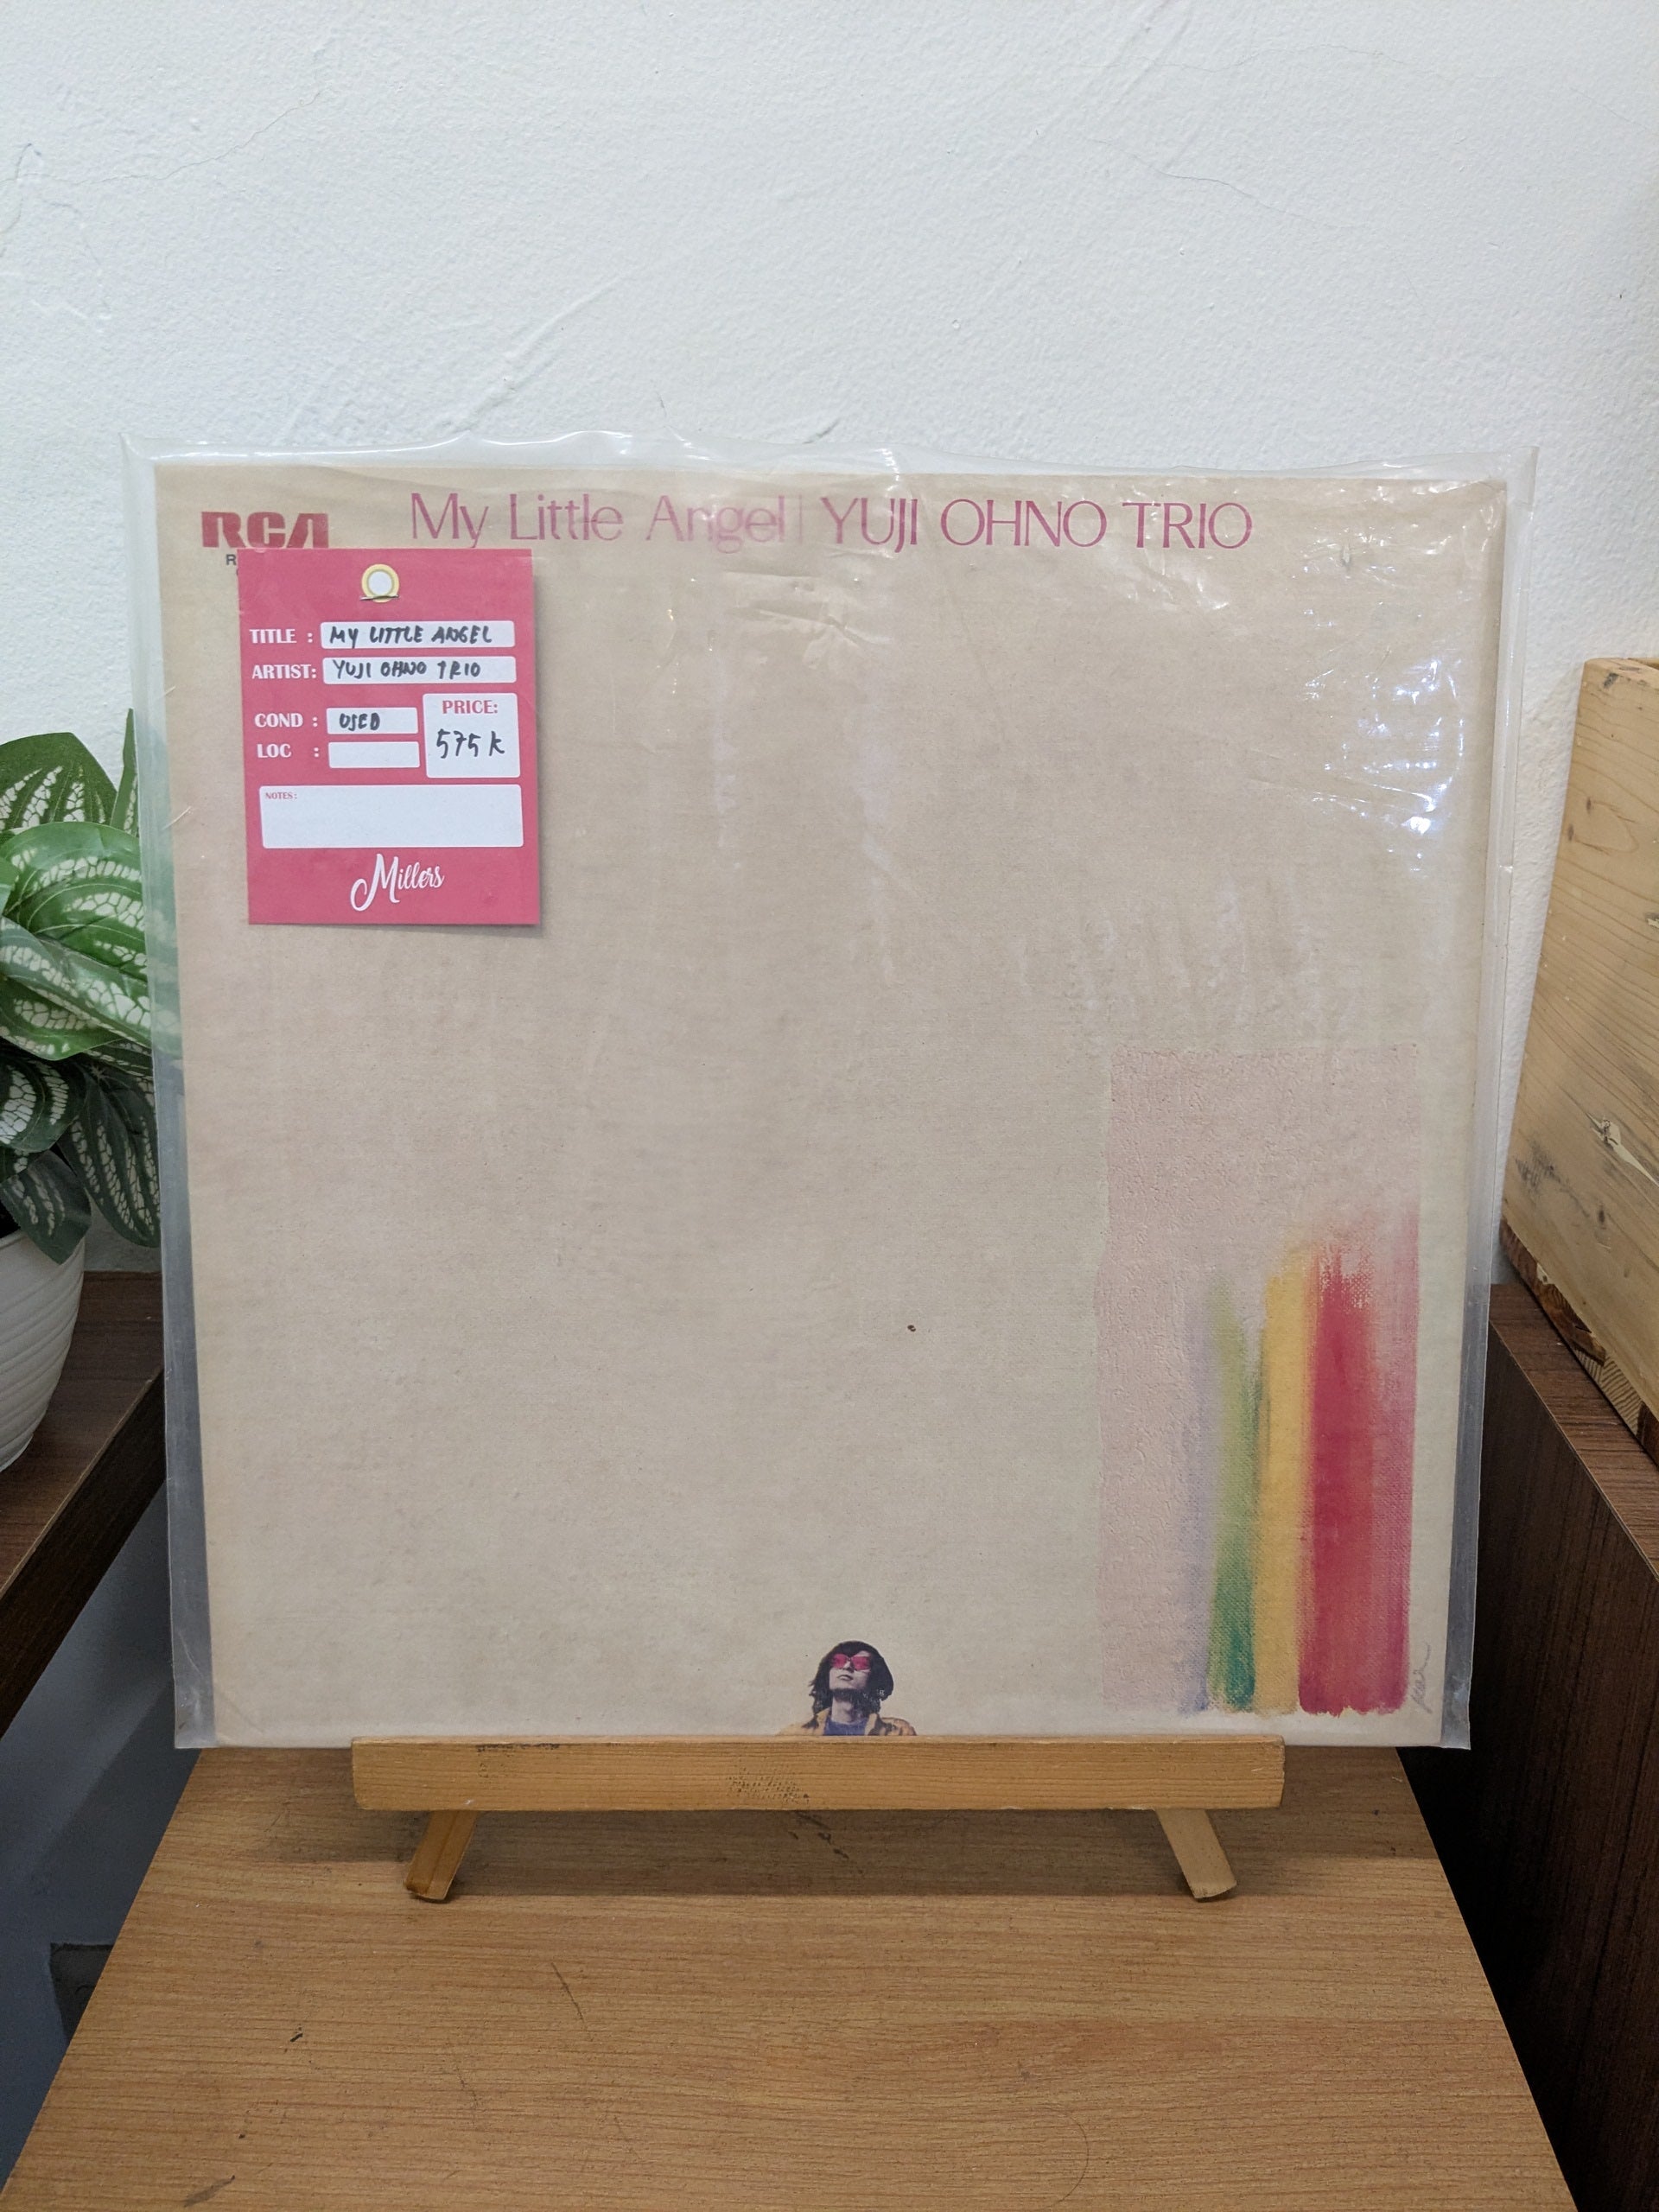 My Little Angel | YUJI OHNO TRIO
RCA
TITLE : MY LITTLE ANGEL
ARTIST: YUJI OHNO TRIO
COND : USED
PRICE:
575 k
LOC :
NOTES:
Millers